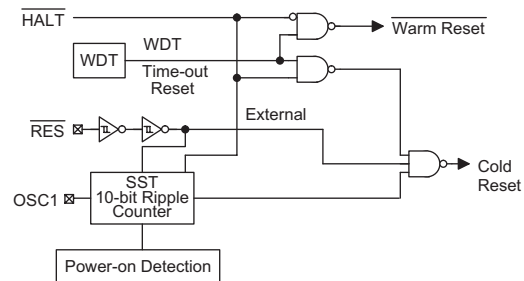 HALT
WDT
WDT
Time-out
Reset
Warm Reset
RES
External
Cold
Reset
OSC1
SST
10-bit Ripple
Counter
Power-on Detection